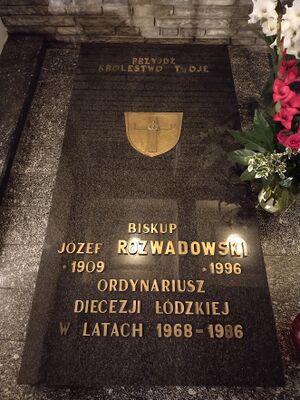 PRZYJDŹ
KRÓLESTWO TWOJE
BISKUP
JÓZEF ROZWADOWSKI
1909 1996
ORDYNARIUSZ
DIECEZJI ŁÓDZKIEJ
W LATACH 1968-1986